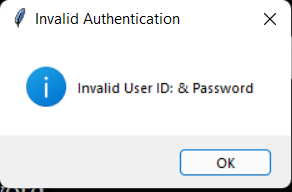 Invalid Authentication
Invalid User ID: & Password
OK